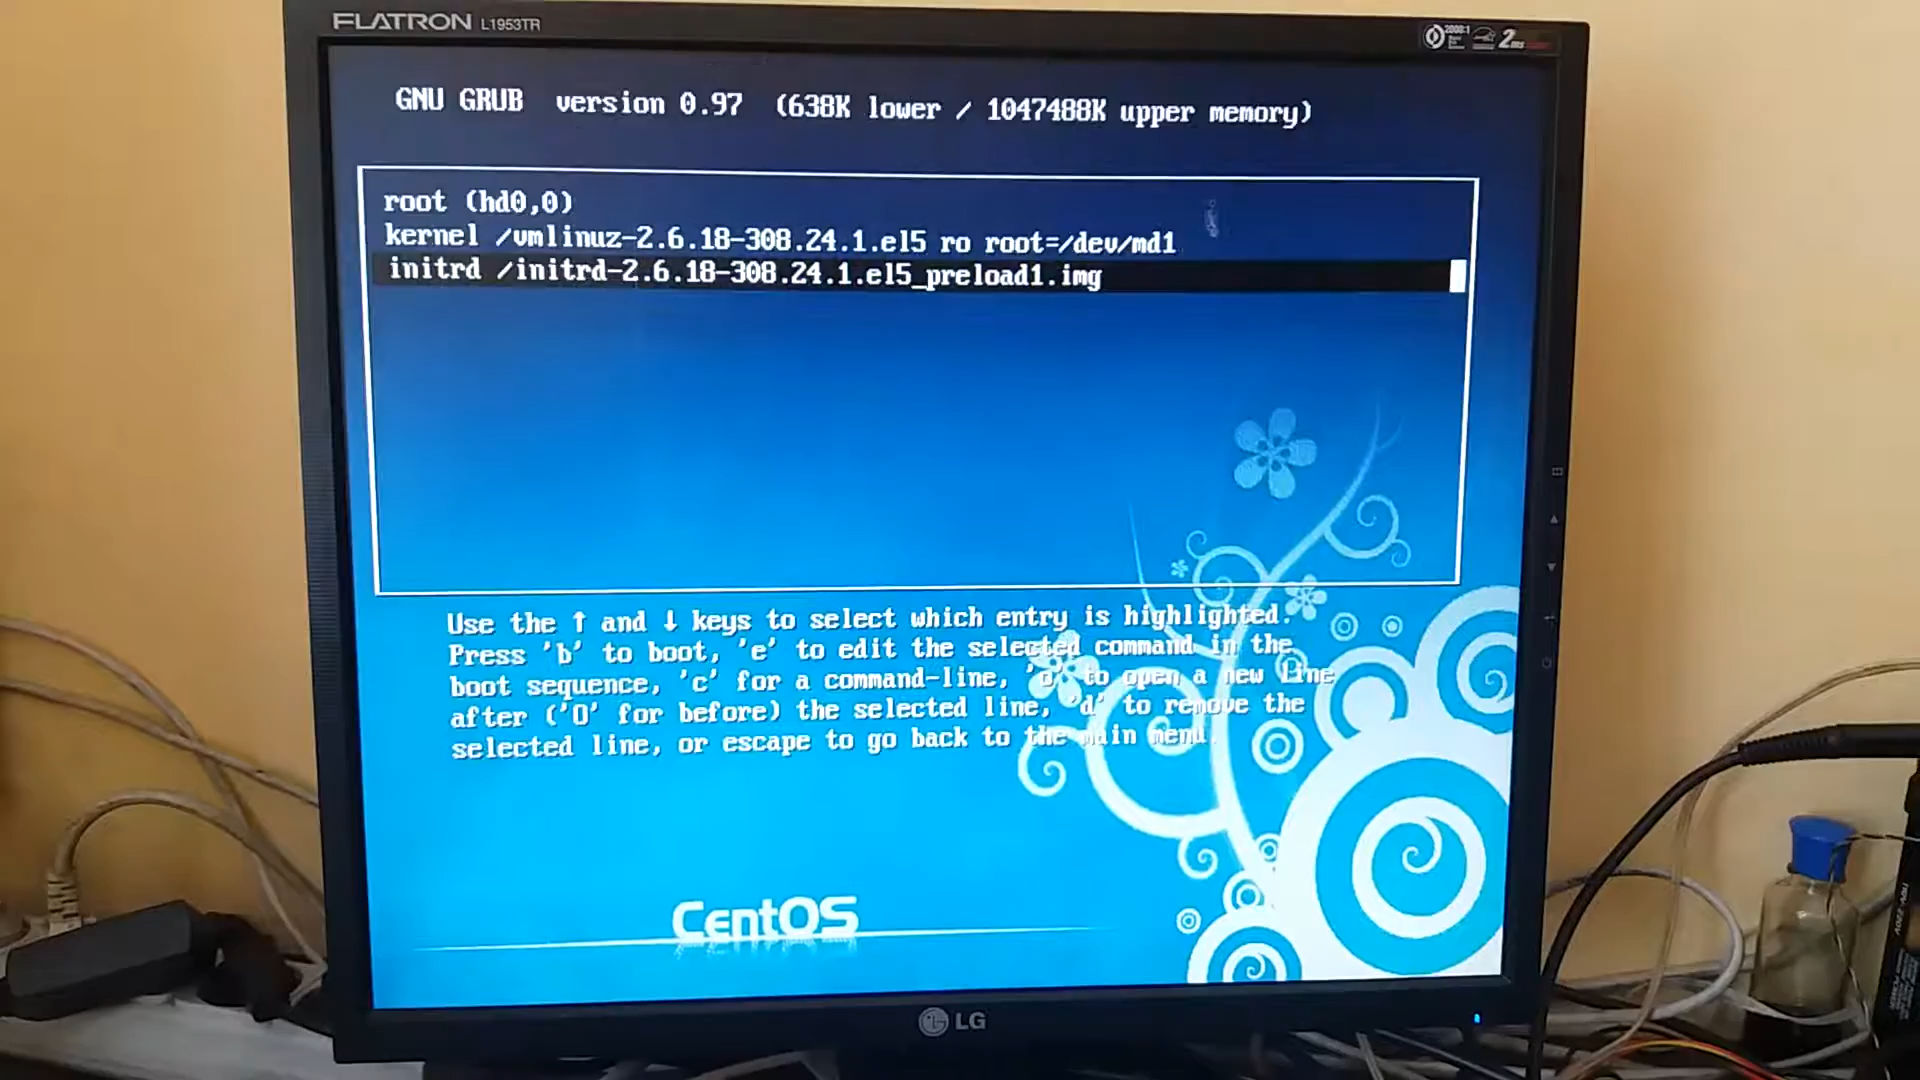 FLATRON L1953TR
2000:1 2ms
GNU GRUB version 0.97 (638K lower / 1047488K upper memory)
root (hd0,0)
kernel /vmlinuz-2.6.18-308.24.1.el5 ro root=/dev/md1
initrd /initrd-2.6.18-308.24.1.el5_preload1.img
Use the ↑ and ↓ keys to select which entry is highlighted.
Press 'b' to boot, 'e' to edit the selected command in the
boot sequence, 'c' for a command-line, 'o' to open a new line
after ('O' for before) the selected line, 'd' to remove the
selected line, or escape to go back to the main menu.
CentOS
LG